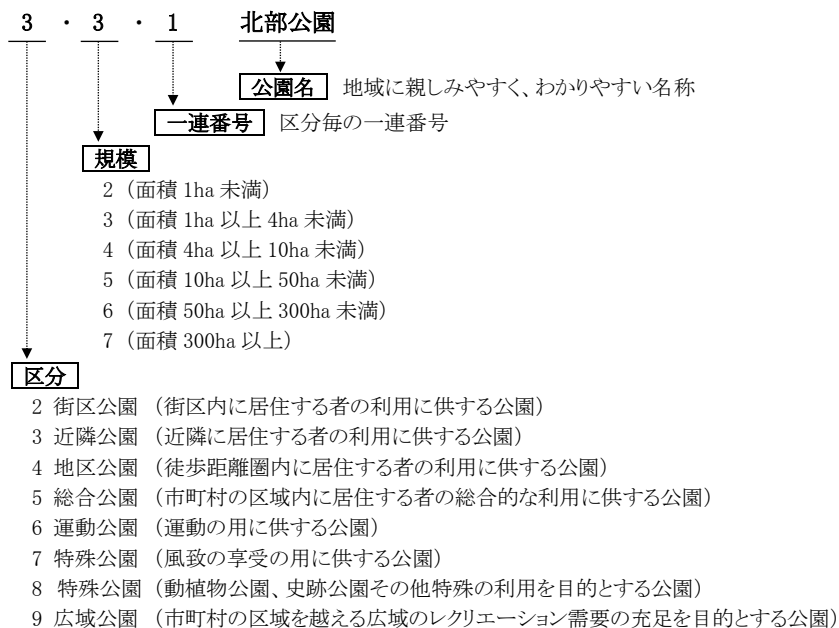 3 ・ 3 ・ 1 北部公園
公園名 地域に親しみやすく、わかりやすい名称
一連番号 区分毎の一連番号
規模
2 (面積 1ha 未満)
3 (面積 1ha 以上 4ha 未満)
4 (面積 4ha 以上 10ha 未満)
5 (面積 10ha 以上 50ha 未満)
6 (面積 50ha 以上 300ha 未満)
7 (面積 300ha 以上)
区分
2 街区公園 (街区内に居住する者の利用に供する公園)
3 近隣公園 (近隣に居住する者の利用に供する公園)
4 地区公園 (徒歩距離圏内に居住する者の利用に供する公園)
5 総合公園 (市町村の区域内に居住する者の総合的な利用に供する公園)
6 運動公園 (運動の用に供する公園)
7 特殊公園 (風致の享受の用に供する公園)
8 特殊公園 (動植物公園、史跡公園その他特殊の利用を目的とする公園)
9 広域公園 (市町村の区域を越える広域のレクリエーション需要の充足を目的とする公園)